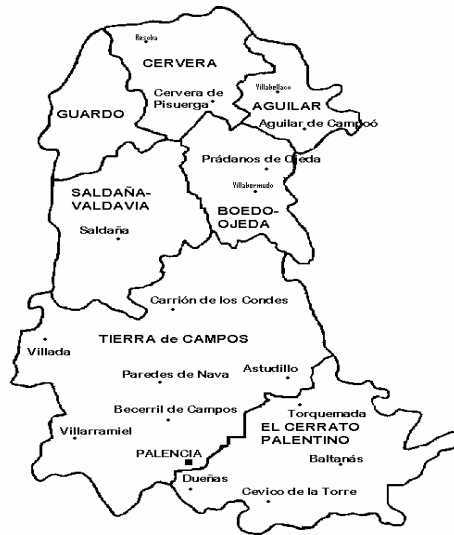 Resoba
CERVERA
Cervera de
Pisuerga
Villabellaco
AGUILAR
Aguilar de Campoó
GUARDO
Prádanos de Ojeda
Villabermudo
BOEDO-
OJEDA
SALDAÑA-
VALDAVIA
Saldaña
Carrión de los Condes
Villada
TIERRA de CAMPOS
Paredes de Nava
Astudillo
Becerril de Campos
Torquemada
Villarramiel
EL CERRATO
PALENTINO
PALENCIA
Baltanás
Dueñas
Cevico de la Torre